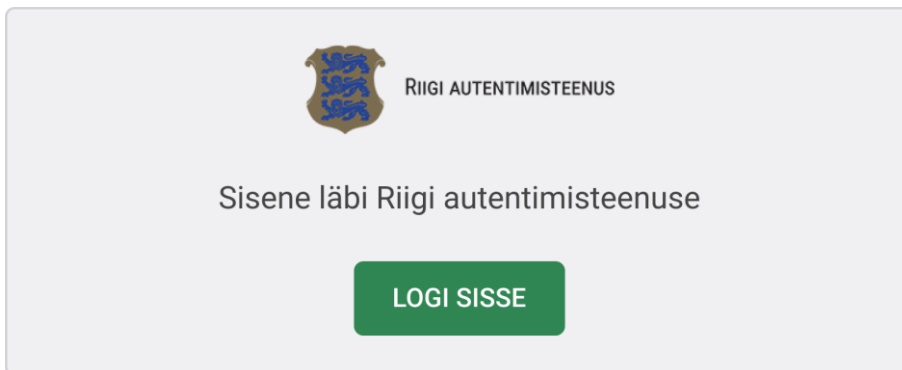 RIIGI AUTENTIMISTEENUS
Sisene läbi Riigi autentimisteenuse
LOGI SISSE